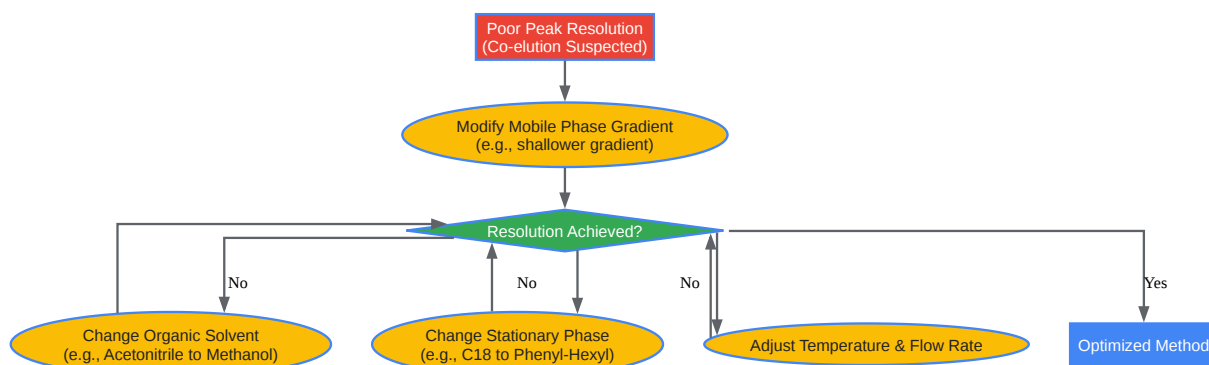 Poor Peak Resolution
(Co-elution Suspected)
Modify Mobile Phase Gradient
(e.g., shallower gradient)
Resolution Achieved?
No
No
No
Yes
Change Organic Solvent
(e.g., Acetonitrile to Methanol)
Change Stationary Phase
(e.g., C18 to Phenyl-Hexyl)
Adjust Temperature & Flow Rate
Optimized Method